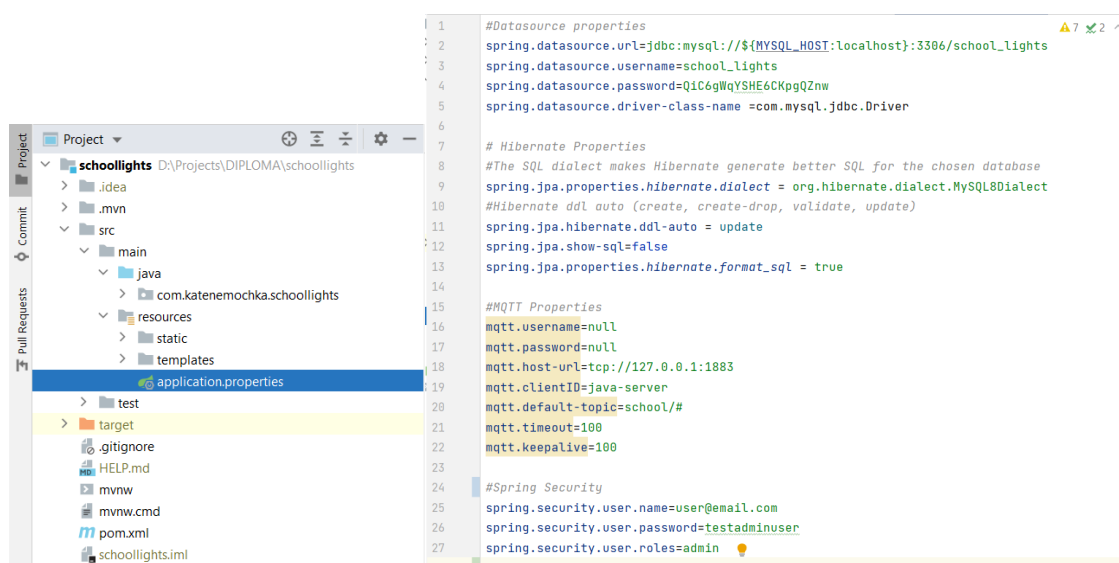 Project
Commit
Pull Requests
Project
schoollights D:\Projects\DIPLOMA\schoollights
.idea
.mvn
src
main
java
com.katenemochka.schoollights
resources
static
templates
application.properties
test
target
.gitignore
HELP.md
mvnw
mvnw.cmd
pom.xml
schoollights.iml
7 2
1 #Datasource properties
2 spring.datasource.url=jdbc:mysql://${MYSQL_HOST:localhost}:3306/school_lights
3 spring.datasource.username=school_lights
4 spring.datasource.password=QiC6gWqYSHE6CKpgQZnw
5 spring.datasource.driver-class-name =com.mysql.jdbc.Driver
6
7 # Hibernate Properties
8 #The SQL dialect makes Hibernate generate better SQL for the chosen database
9 spring.jpa.properties.hibernate.dialect = org.hibernate.dialect.MySQL8Dialect
10 #Hibernate ddl auto (create, create-drop, validate, update)
11 spring.jpa.hibernate.ddl-auto = update
12 spring.jpa.show-sql=false
13 spring.jpa.properties.hibernate.format_sql = true
14
15 #MQTT Properties
16 mqtt.username=null
17 mqtt.password=null
18 mqtt.host-url=tcp://127.0.0.1:1883
19 mqtt.clientID=java-server
20 mqtt.default-topic=school/#
21 mqtt.timeout=100
22 mqtt.keepalive=100
23
24 #Spring Security
25 spring.security.user.name=user@email.com
26 spring.security.user.password=testadminuser
27 spring.security.user.roles=admin